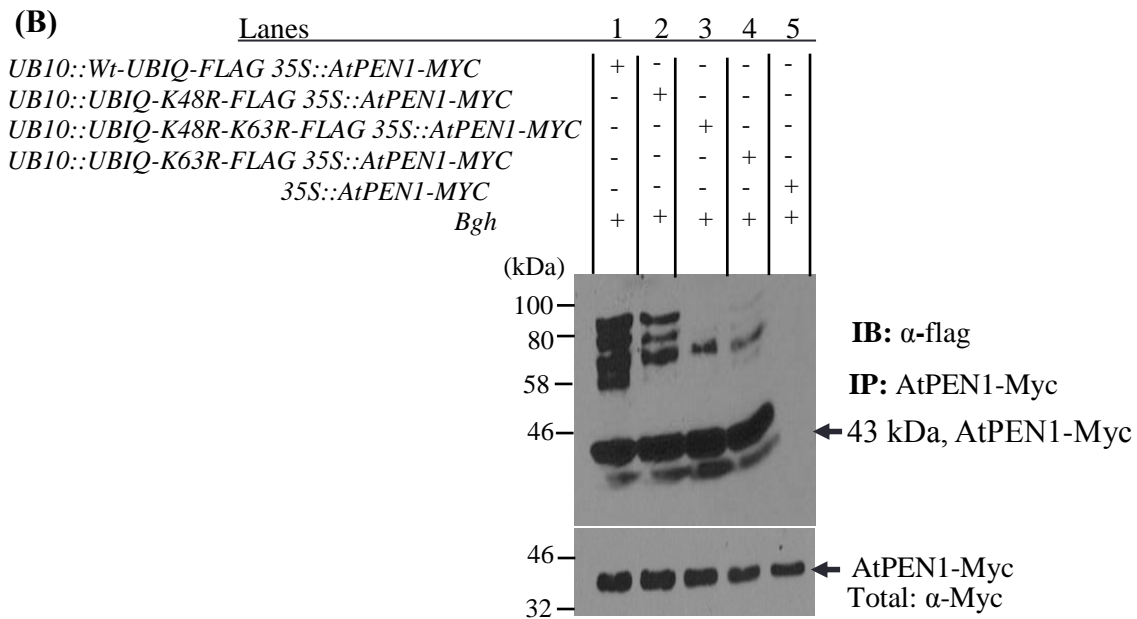 (B)
Lanes 1 2 3 4 5
UB10::Wt-UBIQ-FLAG 35S::AtPEN1-MYC + - - - -
UB10::UBIQ-K48R-FLAG 35S::AtPEN1-MYC - + - - -
UB10::UBIQ-K48R-K63R-FLAG 35S::AtPEN1-MYC - - + - -
UB10::UBIQ-K63R-FLAG 35S::AtPEN1-MYC - - - + -
35S::AtPEN1-MYC - - - - +
Bgh + + + + +
(kDa)
100
80
58
46
IB: α-flag
IP: AtPEN1-Myc
43 kDa, AtPEN1-Myc
46
32
AtPEN1-Myc
Total: α-Myc